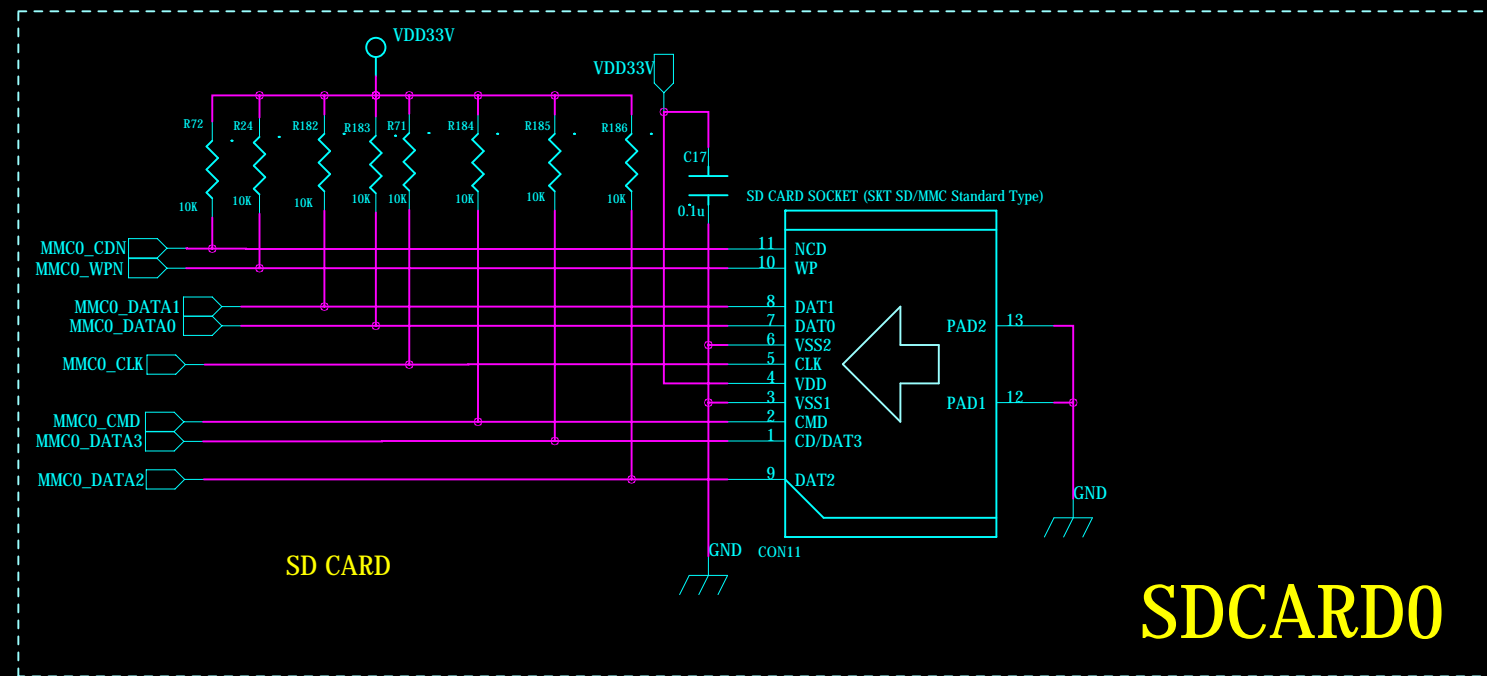 VDD33V
VDD33V
R72 R24 R182 R183 R71 R184 R185 R186
C17
10K 10K 10K 10K 10K 10K 10K 10K
0.1u
SD CARD SOCKET (SKT SD/MMC Standard Type)
MMC0_CDN 11 NCD
MMC0_WPN 10 WP
MMC0_DATA1 8 DAT1
MMC0_DATA0 7 DAT0 PAD2 13
6 VSS2
MMC0_CLK 5 CLK
4 VDD
3 VSS1 PAD1 12
MMC0_CMD 2 CMD
MMC0_DATA3 1 CD/DAT3
MMC0_DATA2 9 DAT2
GND
GND CON11
SD CARD
SDCARD0